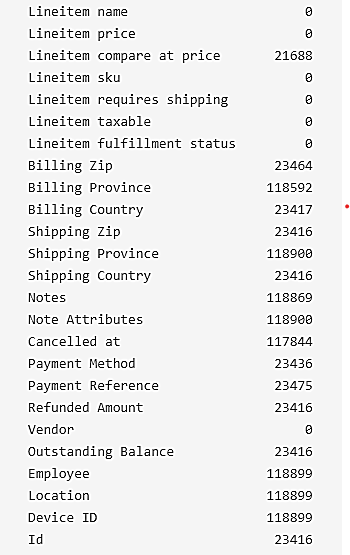 Lineitem name 0
Lineitem price 0
Lineitem compare at price 21688
Lineitem sku 0
Lineitem requires shipping 0
Lineitem taxable 0
Lineitem fulfillment status 0
Billing Zip 23464
Billing Province 118592
Billing Country 23417
Shipping Zip 23416
Shipping Province 118900
Shipping Country 23416
Notes 118869
Note Attributes 118900
Cancelled at 117844
Payment Method 23436
Payment Reference 23475
Refunded Amount 23416
Vendor 0
Outstanding Balance 23416
Employee 118899
Location 118899
Device ID 118899
Id 23416